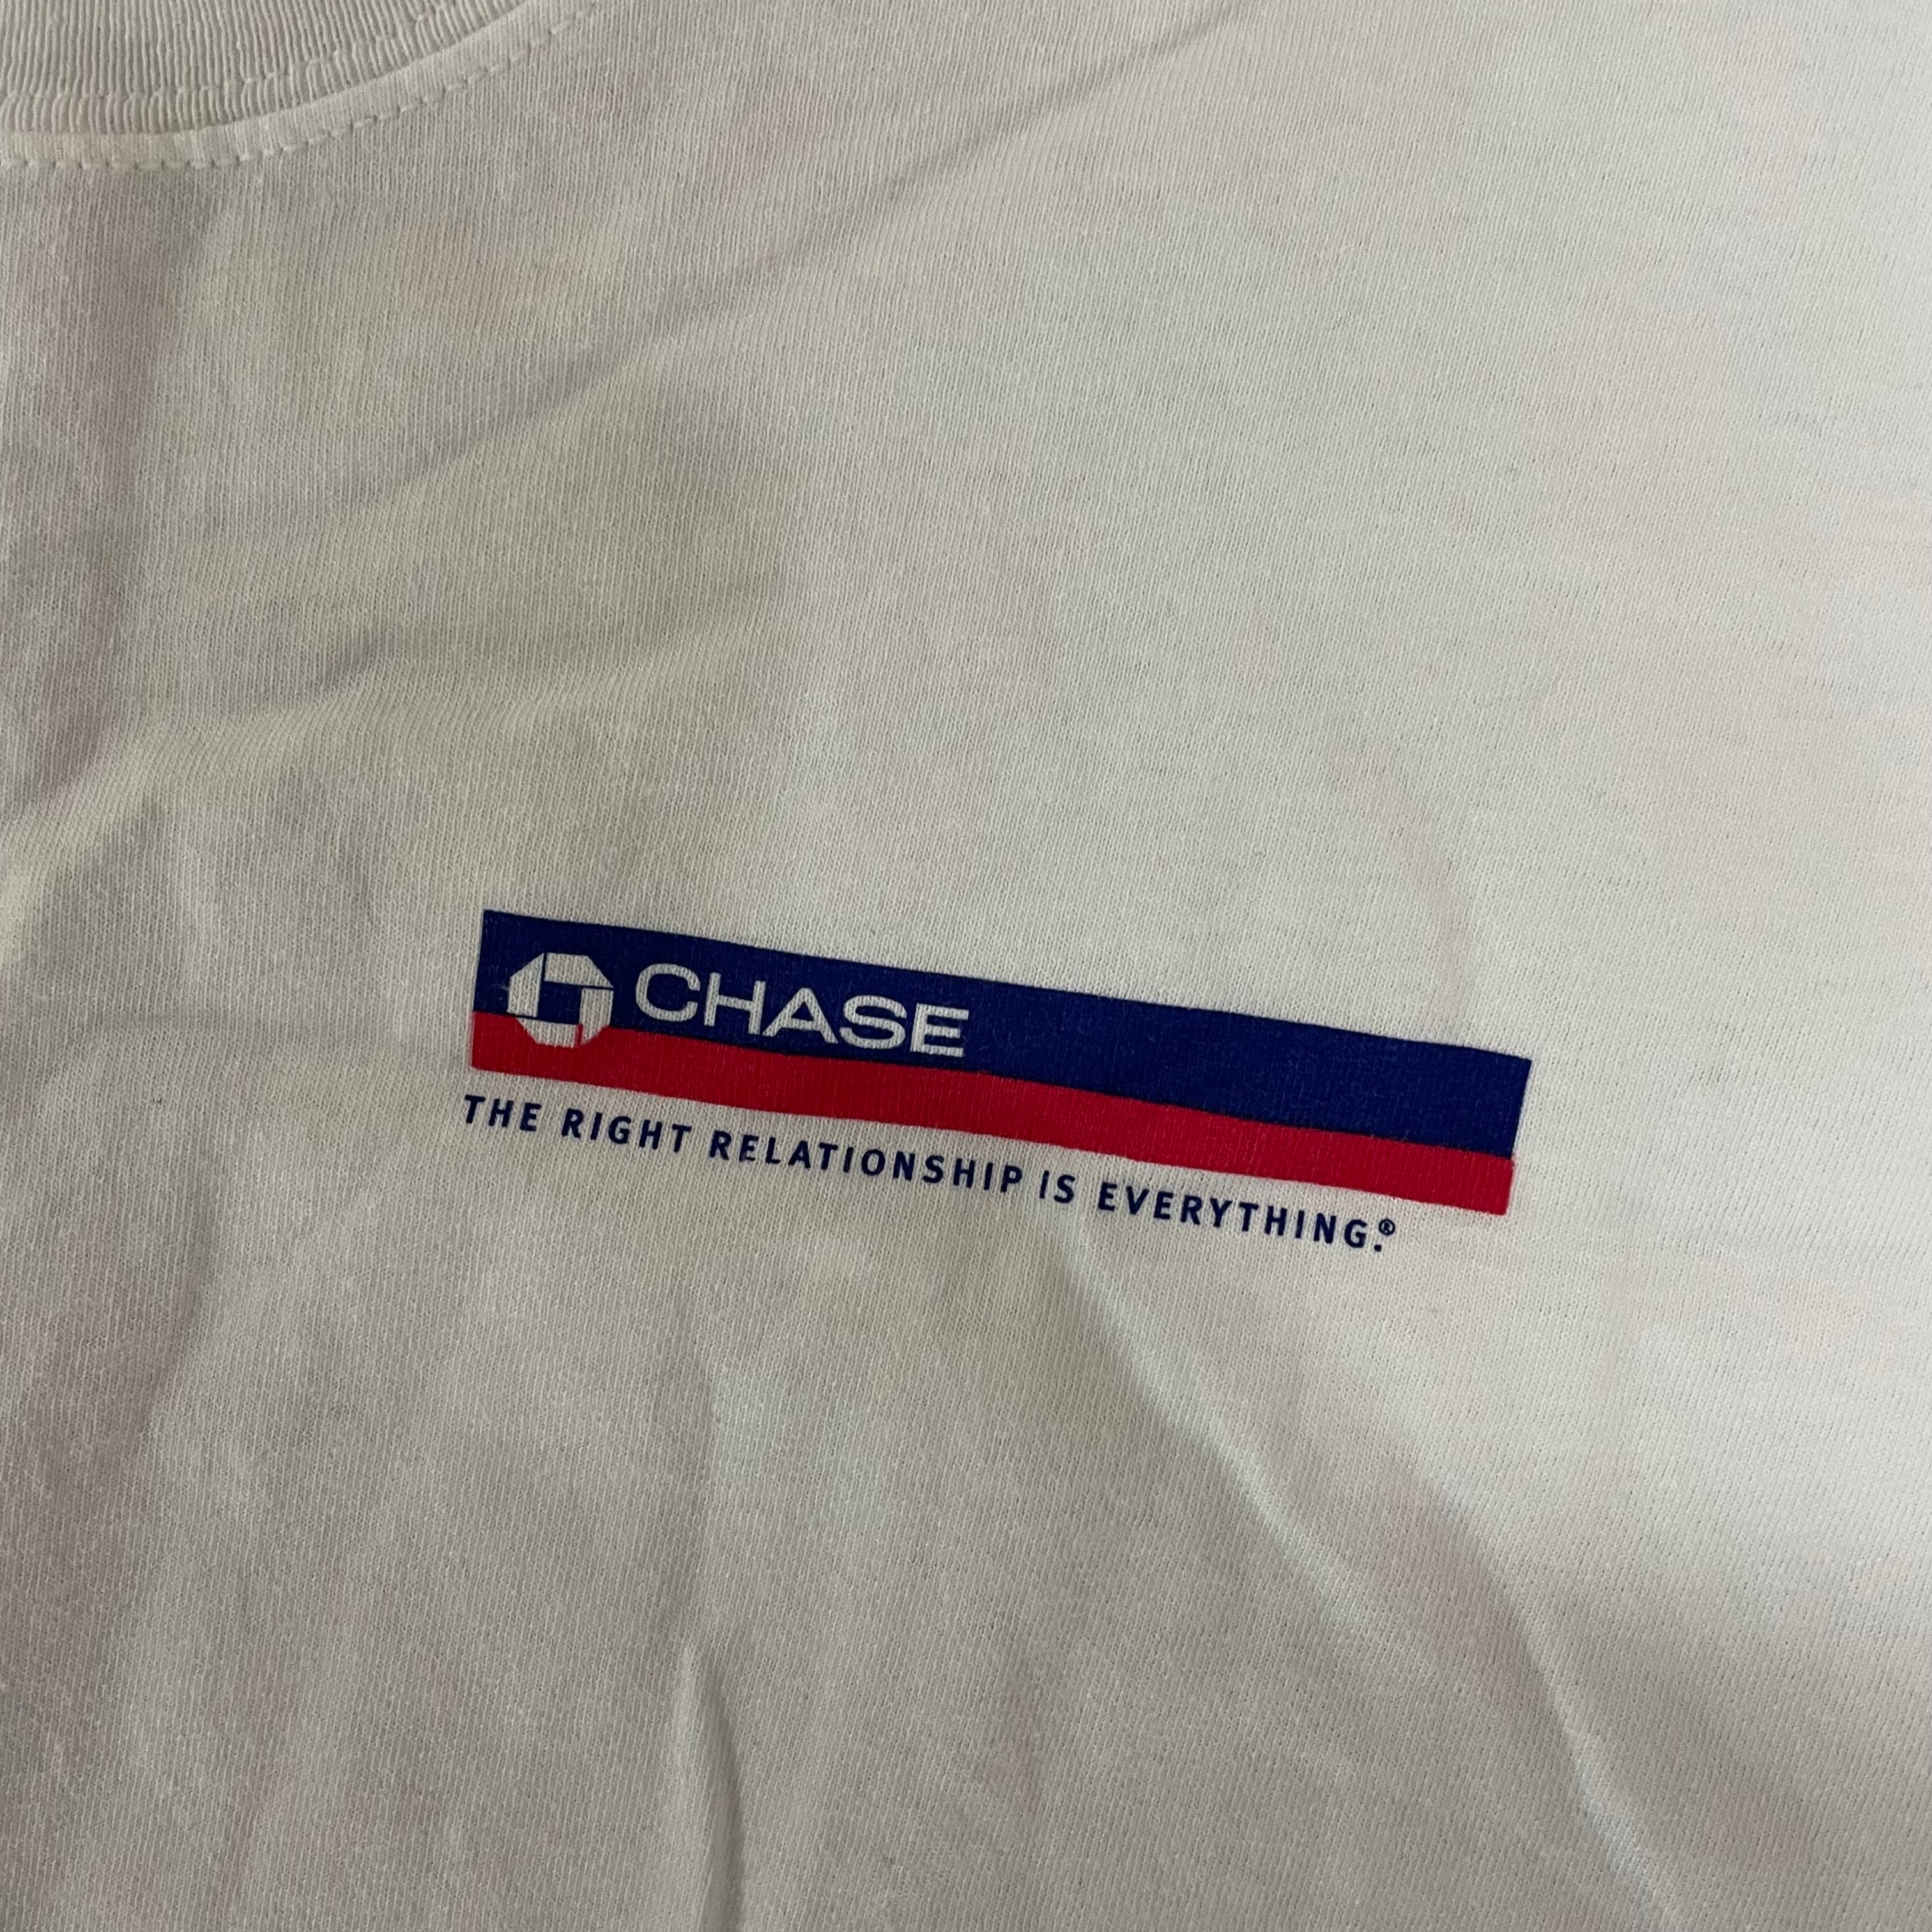 CHASE
THE RIGHT RELATIONSHIP IS EVERYTHING.®